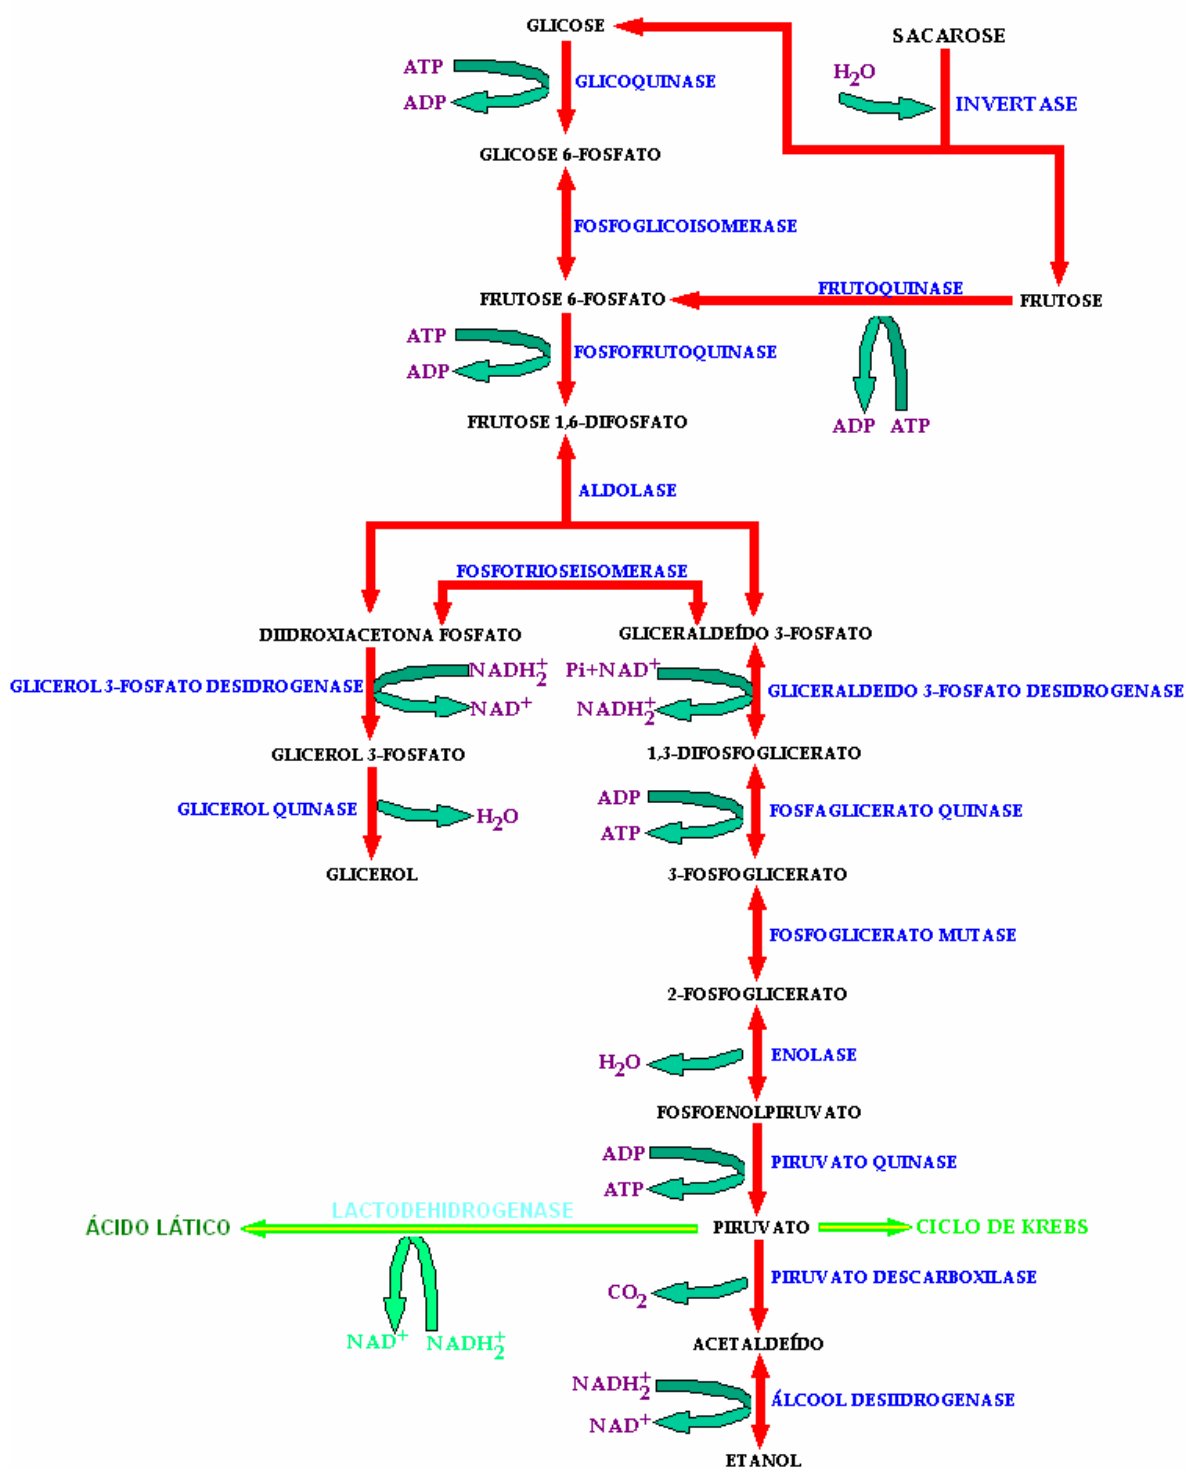 GLICOSE
SACAROSE
ATP
H₂O
GLICOQUINASE
ADP
INVERTASE
GLICOSE 6-FOSFATO
FOSFOGLICOISOMERASE
FRUTOQUINASE
FRUTOSE 6-FOSFATO
FRUTOSE
ATP
FOSFOFRUTOQUINASE
ADP
FRUTOSE 1,6-DIFOSFATO
ADP ATP
ALDOLASE
FOSFOTRIOSEISOMERASE
DIIDROXIACETONA FOSFATO
GLICERALDEÍDO 3-FOSFATO
NADH₂⁺
Pi+NAD⁺
GLICEROL 3-FOSFATO DESIDROGENASE
GLICERALDEIDO 3-FOSFATO DESIDROGENASE
NAD⁺
NADH₂⁺
GLICEROL 3-FOSFATO
1,3-DIFOSFOGLICERATO
ADP
GLICEROL QUINASE
H₂O
FOSFAGLICERATO QUINASE
ATP
GLICEROL
3-FOSFOGLICERATO
FOSFOGLICERATO MUTASE
2-FOSFOGLICERATO
H₂O
ENOLASE
FOSFOENOLPIRUVATO
ADP
PIRUVATO QUINASE
ATP
LACTODEHIDROGENASE
ÁCIDO LÁTICO
PIRUVATO
CICLO DE KREBS
PIRUVATO DESCARBOXILASE
CO₂
NAD⁺ NADH₂⁺
ACETALDEÍDO
NADH₂⁺
ÁLCOOL DESIIDROGENASE
NAD⁺
ETANOL